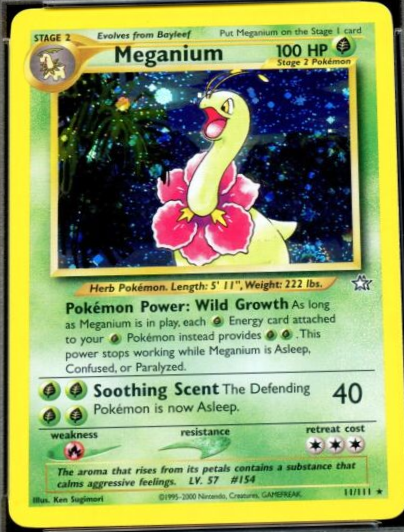 STAGE 2 Evolves from Bayleef Put Meganium on the Stage 1 card
Meganium 100 HP
Stage 2 Pokémon
Herb Pokémon. Length: 5' 11", Weight: 222 lbs.
Pokémon Power: Wild Growth As long
as Meganium is in play, each Energy card attached
to your Pokémon instead provides . This
power stops working while Meganium is Asleep,
Confused, or Paralyzed.
Soothing Scent The Defending 40
Pokémon is now Asleep.
weakness resistance retreat cost
The aroma that rises from its petals contains a substance that
calms aggressive feelings. LV. 57 #154
Illus. Ken Sugimori ©1995-2000 Nintendo, Creatures, GAMEFREAK. 11/111 ★